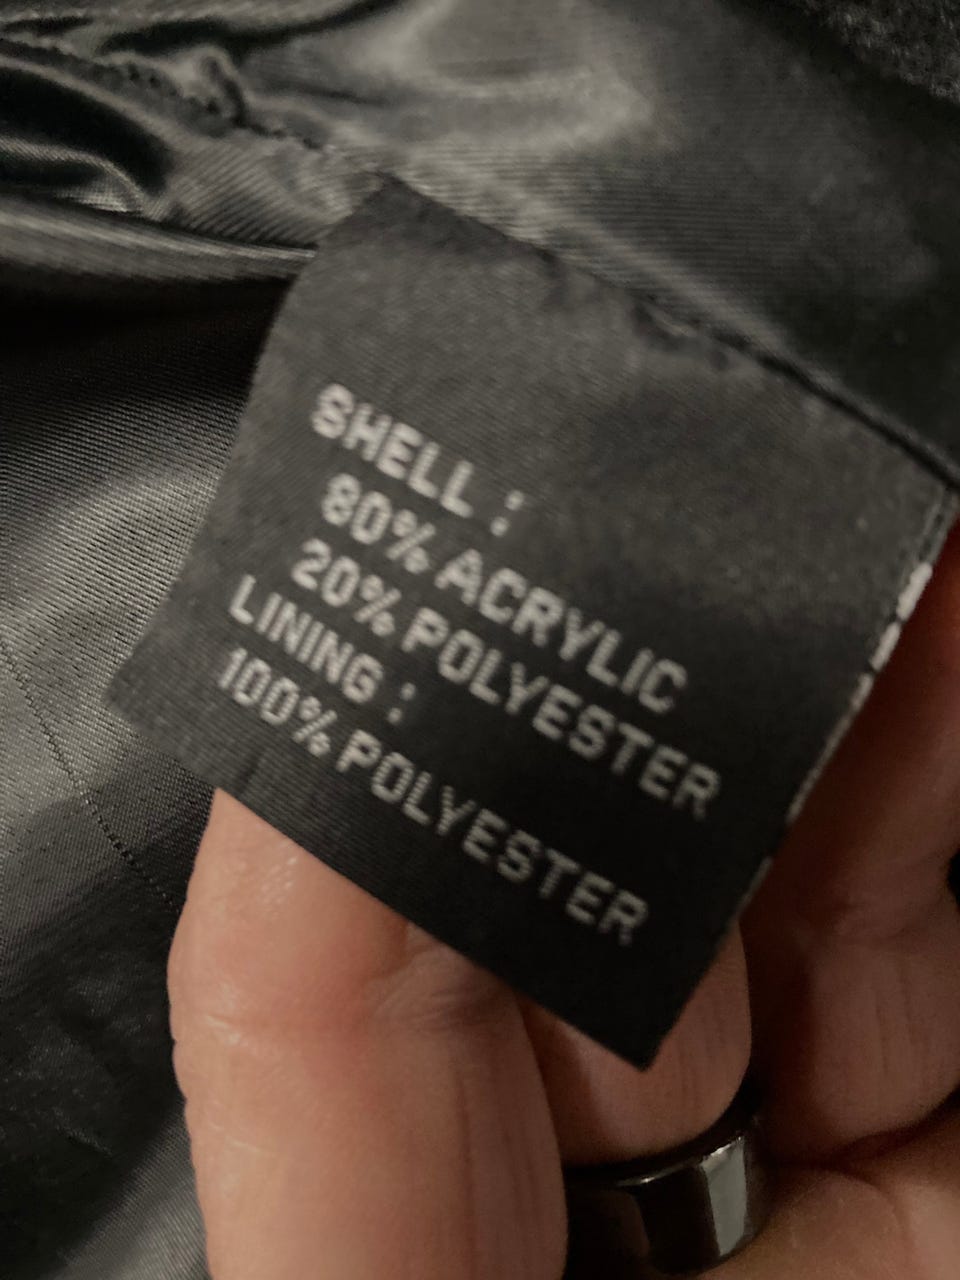 SHELL :
80% ACRYLIC
20% POLYESTER
LINING :
100% POLYESTER